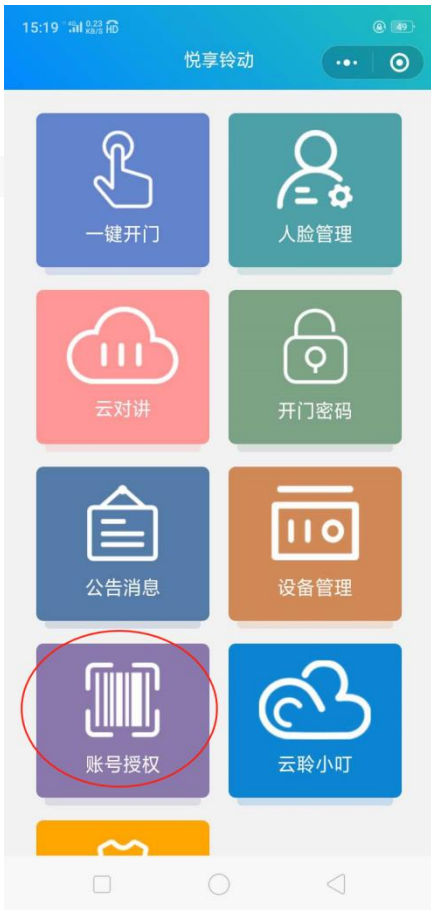 15:19 4G 0.23 KB/S HD 49
悦享铃动
一键开门 人脸管理
云对讲 开门密码
公告消息 设备管理
账号授权 云聆小叮